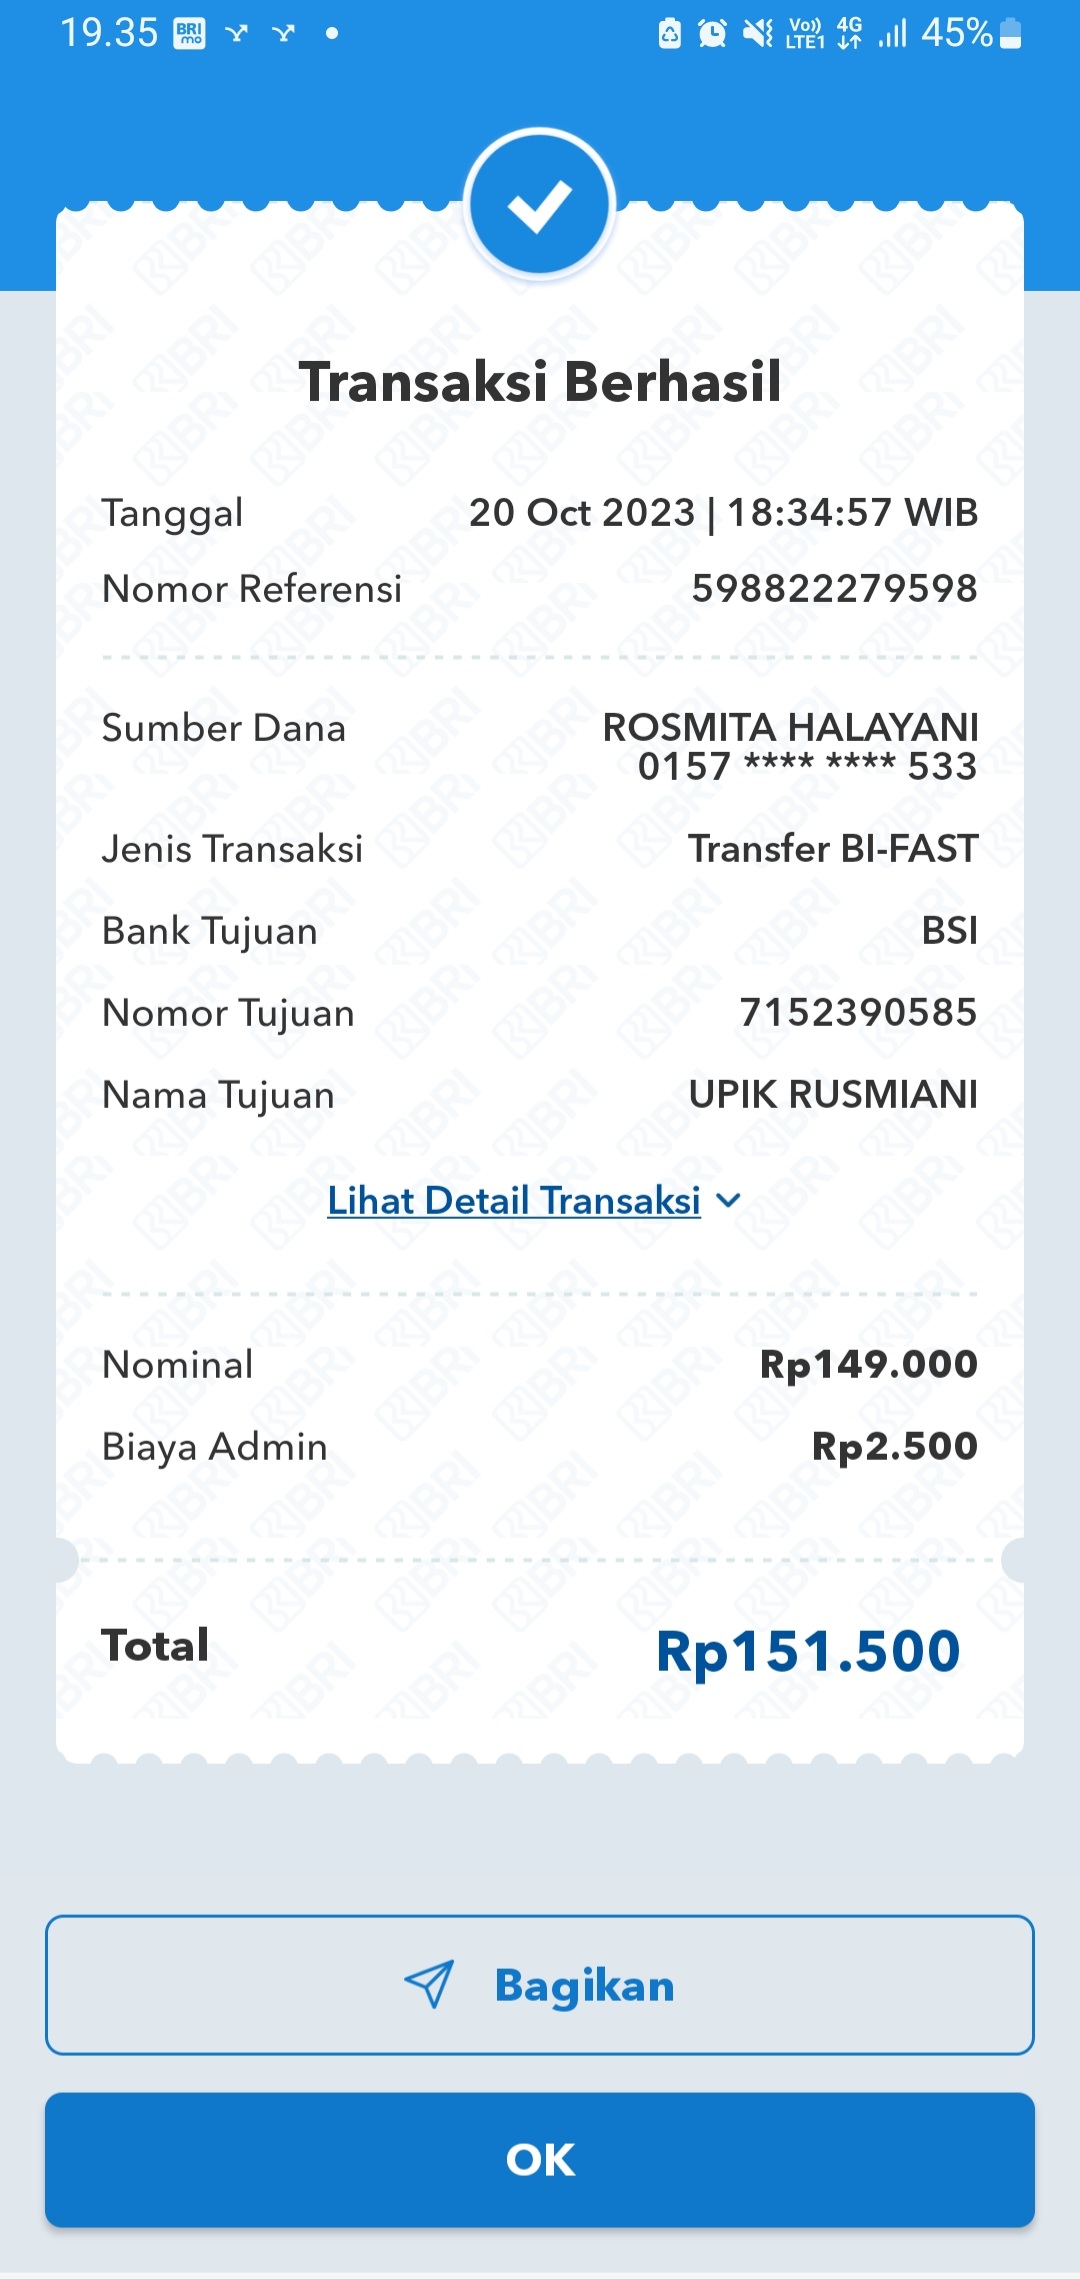 19.35 BRI mo Vo)) LTE1 4G 45%
Transaksi Berhasil
Tanggal 20 Oct 2023 | 18:34:57 WIB
Nomor Referensi 598822279598
Sumber Dana ROSMITA HALAYANI
0157 **** **** 533
Jenis Transaksi Transfer BI-FAST
Bank Tujuan BSI
Nomor Tujuan 7152390585
Nama Tujuan UPIK RUSMIANI
Lihat Detail Transaksi
Nominal Rp149.000
Biaya Admin Rp2.500
Total Rp151.500
Bagikan
OK